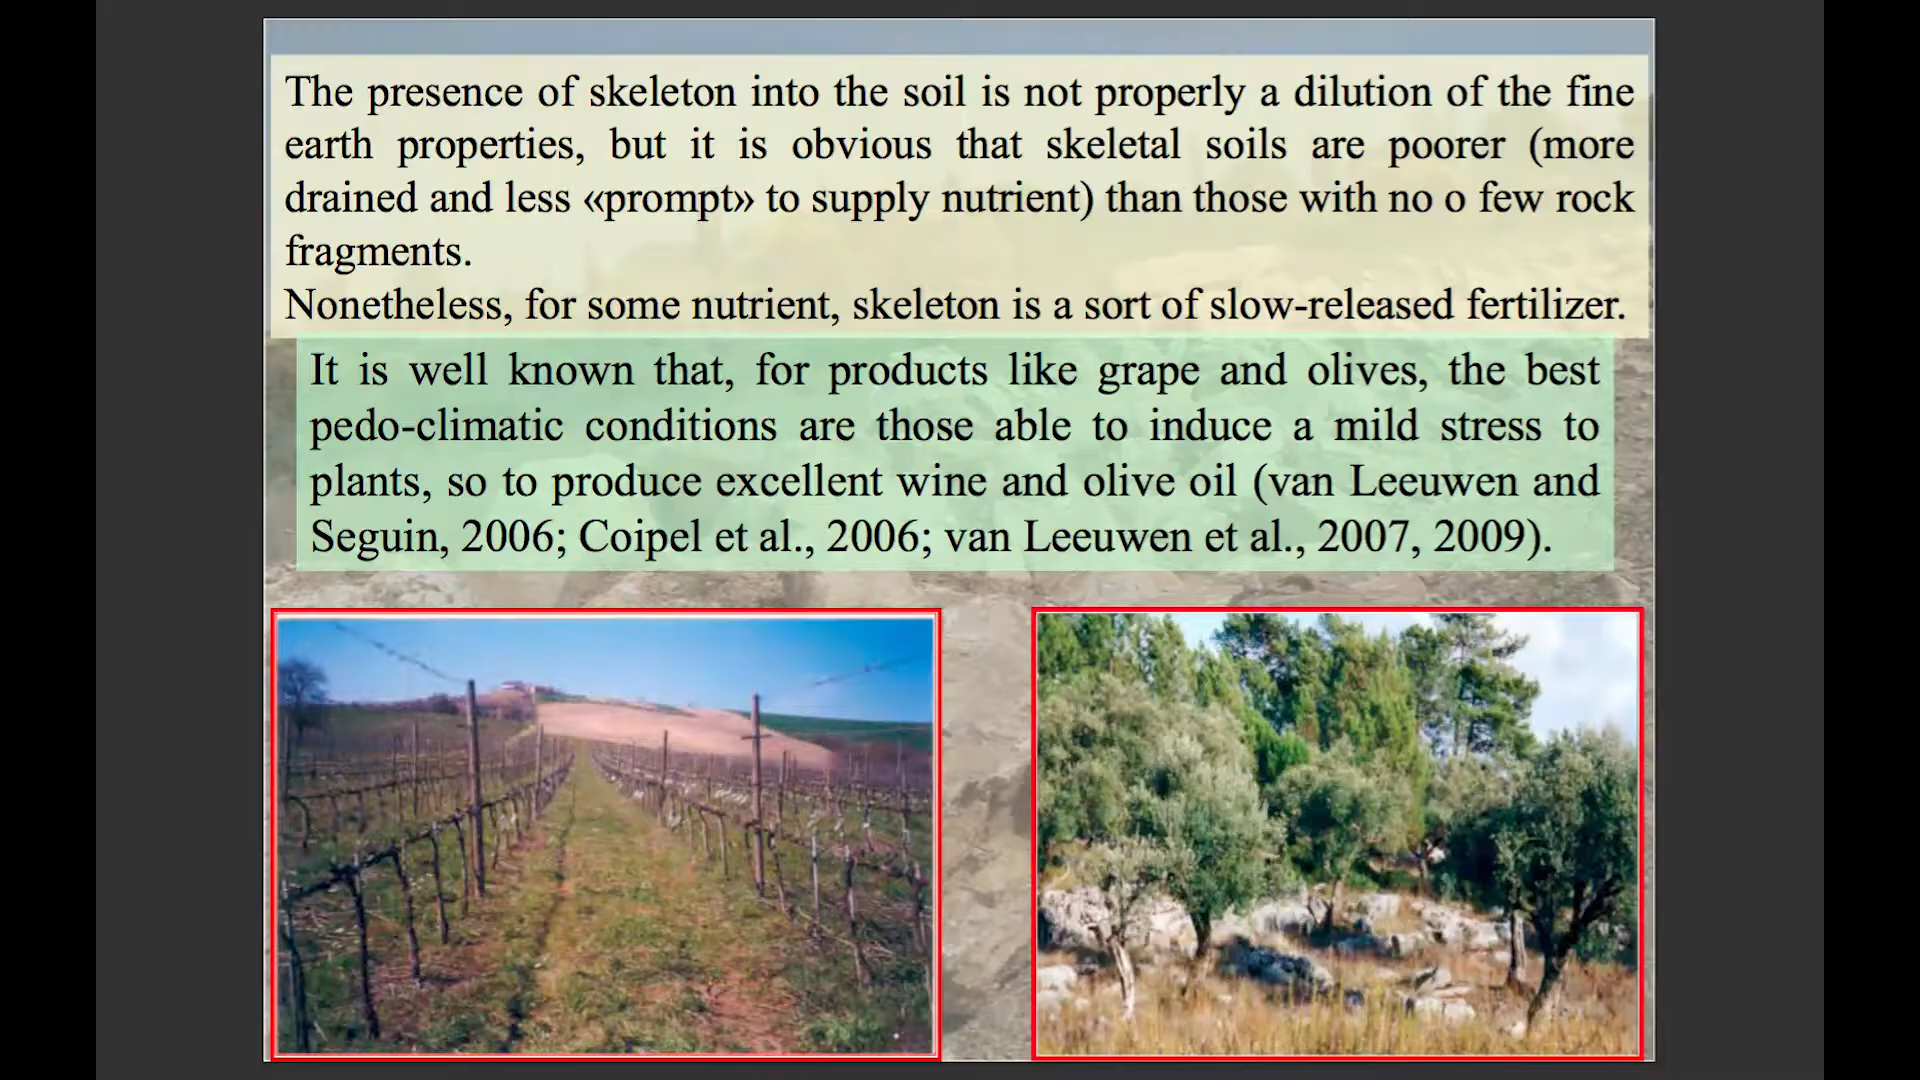 The presence of skeleton into the soil is not properly a dilution of the fine
earth properties, but it is obvious that skeletal soils are poorer (more
drained and less «prompt» to supply nutrient) than those with no o few rock
fragments.
Nonetheless, for some nutrient, skeleton is a sort of slow-released fertilizer.
It is well known that, for products like grape and olives, the best
pedo-climatic conditions are those able to induce a mild stress to
plants, so to produce excellent wine and olive oil (van Leeuwen and
Seguin, 2006; Coipel et al., 2006; van Leeuwen et al., 2007, 2009).